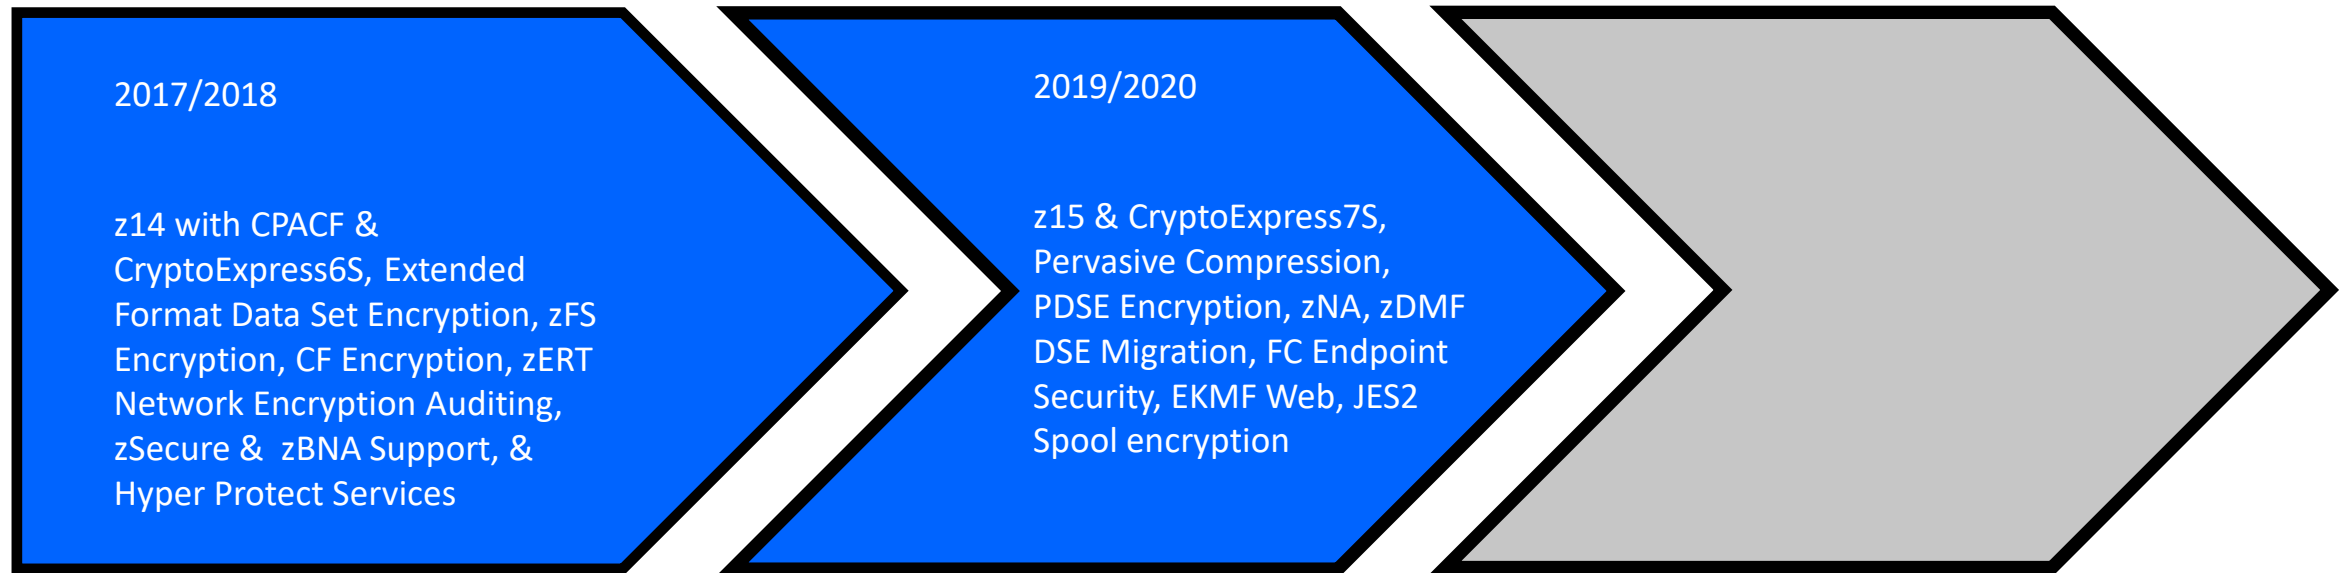 2017/2018
z14 with CPACF &
CryptoExpress6S, Extended
Format Data Set Encryption, zFS
Encryption, CF Encryption, zERT
Network Encryption Auditing,
zSecure &  zBNA Support, &
Hyper Protect Services
2019/2020
z15 & CryptoExpress7S,
Pervasive Compression,
PDSE Encryption, zNA, zDMF
DSE Migration, FC Endpoint
Security, EKMF Web, JES2
Spool encryption